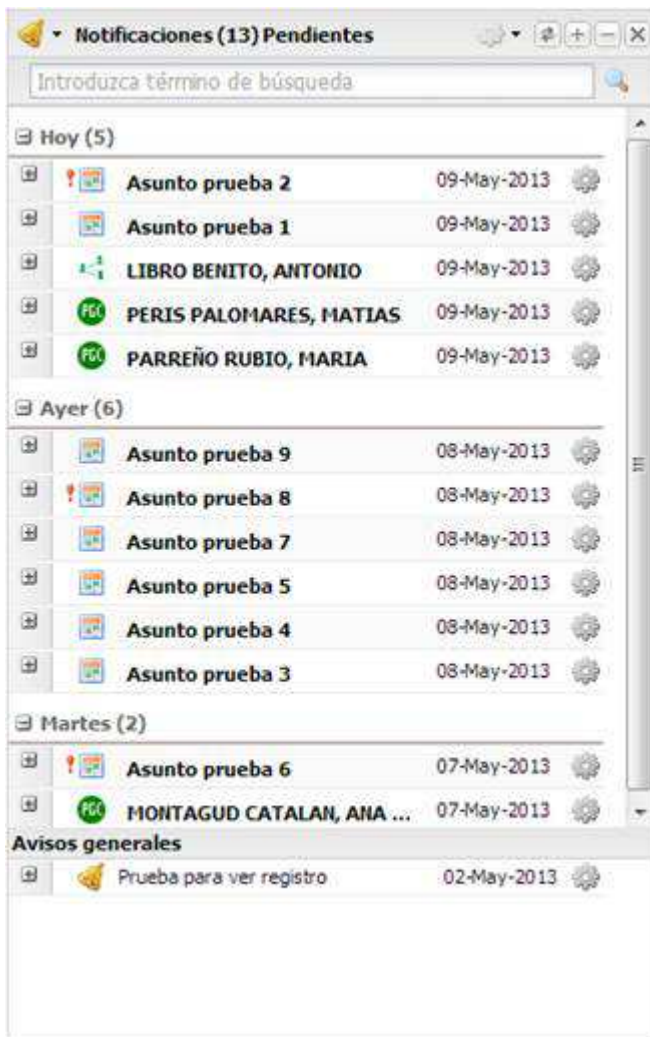 Notificaciones (13) Pendientes
Introduzca término de búsqueda
Hoy (5)
Asunto prueba 2 09-May-2013
Asunto prueba 1 09-May-2013
LIBRO BENITO, ANTONIO 09-May-2013
PGC PERIS PALOMARES, MATIAS 09-May-2013
PGC PARREÑO RUBIO, MARIA 09-May-2013
Ayer (6)
Asunto prueba 9 08-May-2013
Asunto prueba 8 08-May-2013
Asunto prueba 7 08-May-2013
Asunto prueba 5 08-May-2013
Asunto prueba 4 08-May-2013
Asunto prueba 3 08-May-2013
Martes (2)
Asunto prueba 6 07-May-2013
PGC MONTAGUD CATALAN, ANA ... 07-May-2013
Avisos generales
Prueba para ver registro 02-May-2013